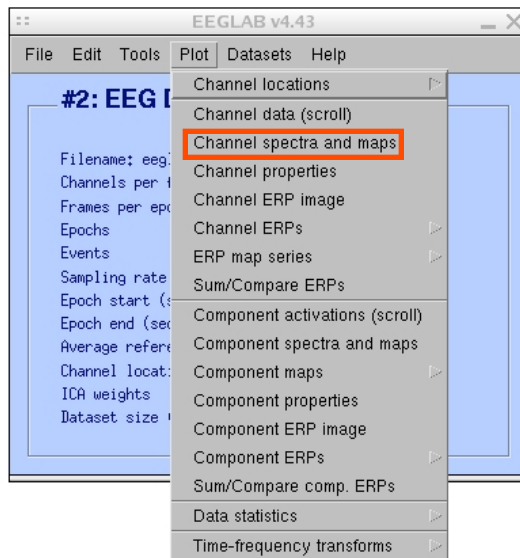 EEGLAB v4.43
File Edit Tools Plot Datasets Help
#2: EEG
Filename: eeg
Channels per
Frames per epo
Epochs
Events
Sampling rate
Epoch start (s
Epoch end (sec
Average refere
Channel locat
ICA weights
Dataset size
Channel locations
Channel data (scroll)
Channel spectra and maps
Channel properties
Channel ERP image
Channel ERPs
ERP map series
Sum/Compare ERPs
Component activations (scroll)
Component spectra and maps
Component maps
Component properties
Component ERP image
Component ERPs
Sum/Compare comp. ERPs
Data statistics
Time-frequency transforms